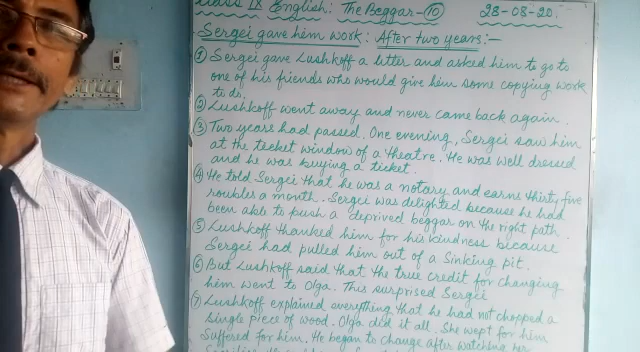 Class IX English: The Beggar - 10 28-08-20.
Sergei gave him work: After two years:-
① Sergei gave Lushkoff a letter and asked him to go to
one of his friends who would give him some copying work
to do.
② Lushkoff went away and never came back again.
③ Two years had passed. One evening, Sergei saw him
at the ticket window of a theatre. He was well dressed
and he was buying a ticket.
④ He told Sergei that he was a notary and earns thirty five
roubles a month. Sergei was delighted because he had
been able to push a deprived beggar on the right path.
⑤ Lushkoff thanked him for his kindness because
Sergei had pulled him out of a sinking pit.
⑥ But Lushkoff said that the true credit for changing
him went to Olga. This surprised Sergei
⑦ Lushkoff explained everything that he had not chopped a
single piece of wood. Olga did it all. She wept for him
Suffered for him. He began to change after watching her